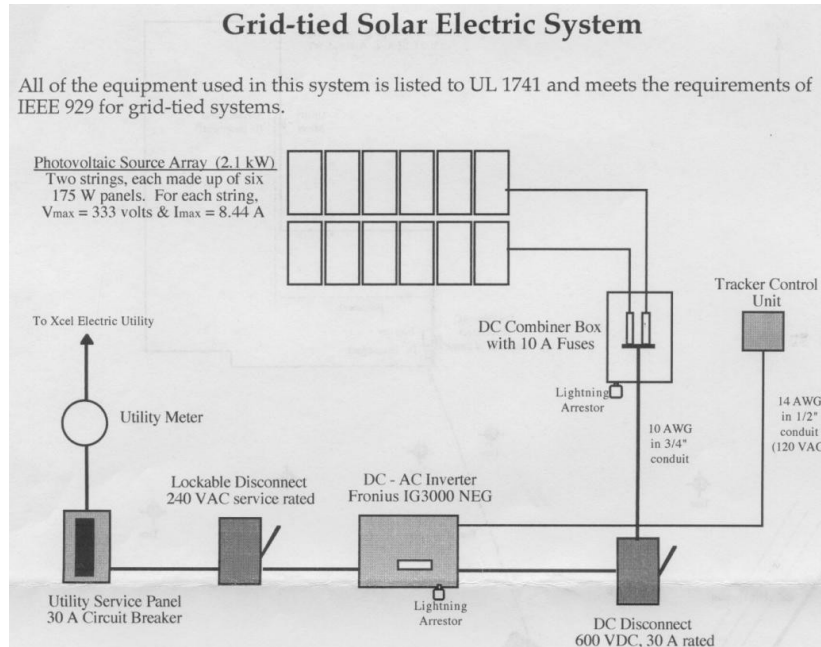 Grid-tied Solar Electric System
All of the equipment used in this system is listed to UL 1741 and meets the requirements of
IEEE 929 for grid-tied systems.
Photovoltaic Source Array (2.1 kW)
Two strings, each made up of six
175 W panels. For each string,
Vmax = 333 volts & Imax = 8.44 A
To Xcel Electric Utility
Utility Meter
DC Combiner Box
with 10 A Fuses
Tracker Control
Unit
Lightning
Arrestor
10 AWG
in 3/4"
conduit
14 AWG
in 1/2"
conduit
(120 VAC
Lockable Disconnect
240 VAC service rated
DC - AC Inverter
Fronius IG3000 NEG
Utility Service Panel
30 A Circuit Breaker
Lightning
Arrestor
DC Disconnect
600 VDC, 30 A rated